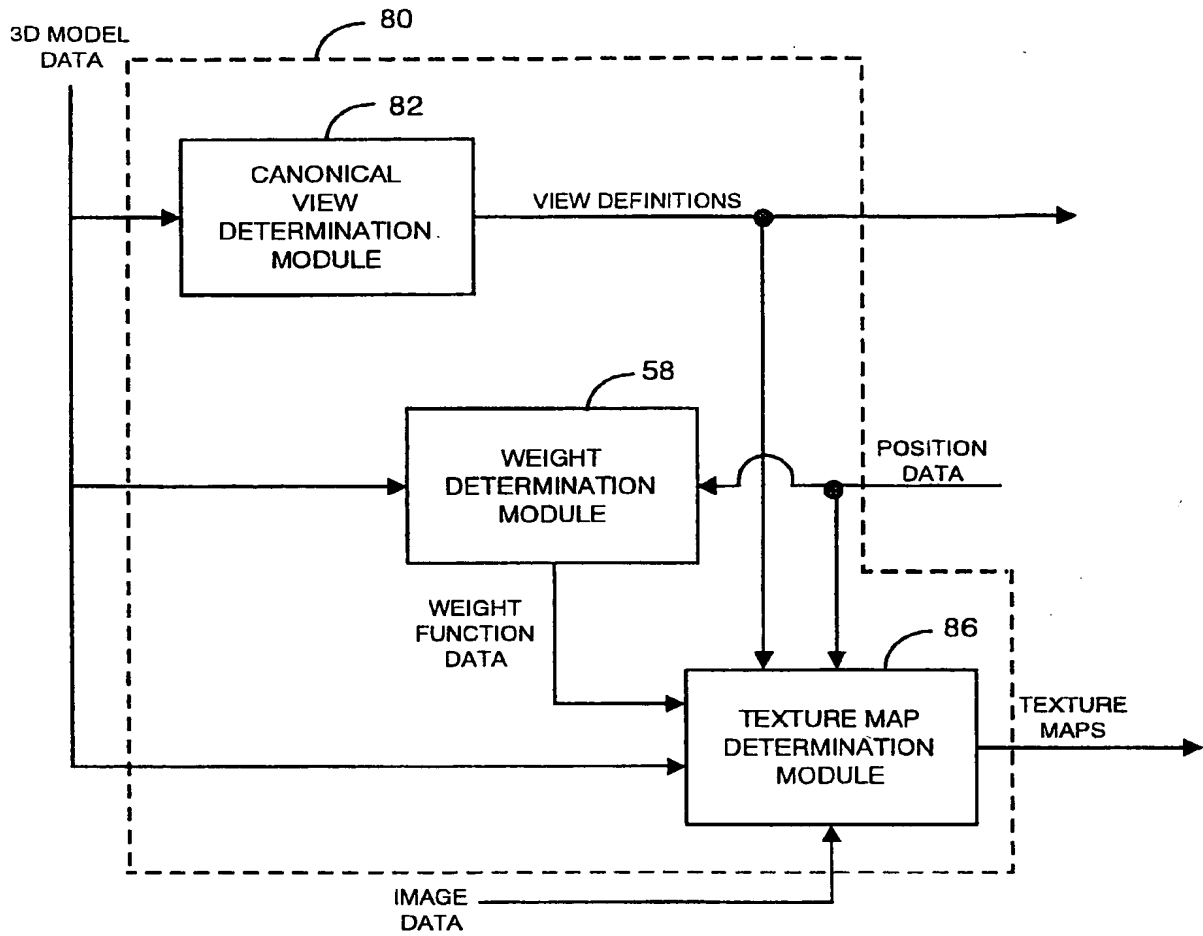 80
3D MODEL
DATA
82
CANONICAL
VIEW
DETERMINATION
MODULE
VIEW DEFINITIONS
58
WEIGHT
DETERMINATION
MODULE
POSITION
DATA
WEIGHT
FUNCTION
DATA
86
TEXTURE MAP
DETERMINATION
MODULE
TEXTURE
MAPS
IMAGE
DATA